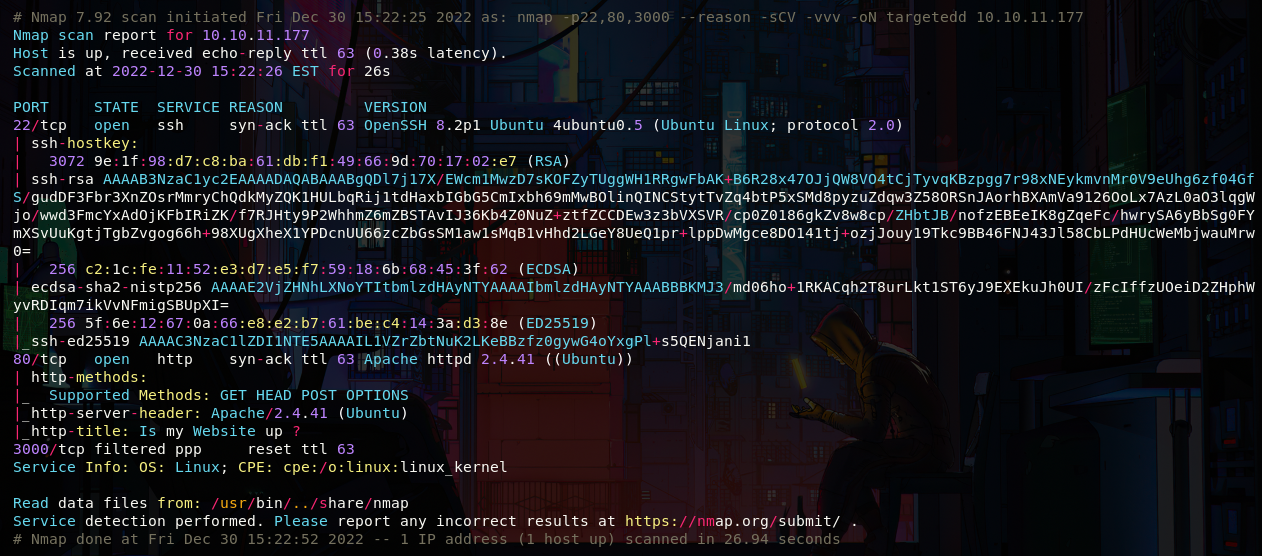 # Nmap 7.92 scan initiated Fri Dec 30 15:22:25 2022 as: nmap -p22,80,3000 --reason -sCV -vvv -oN targetedd 10.10.11.177
Nmap scan report for 10.10.11.177
Host is up, received echo-reply ttl 63 (0.38s latency).
Scanned at 2022-12-30 15:22:26 EST for 26s
PORT     STATE  SERVICE REASON         VERSION
22/tcp   open   ssh     syn-ack ttl 63 OpenSSH 8.2p1 Ubuntu 4ubuntu0.5 (Ubuntu Linux; protocol 2.0)
| ssh-hostkey:
|   3072 9e:1f:98:d7:c8:ba:61:db:f1:49:66:9d:70:17:02:e7 (RSA)
| ssh-rsa AAAAB3NzaC1yc2EAAAADAQABAAABgQDl7j17X/EWcm1MwzD7sKOFZyTUggWH1RRgwFbAK+B6R28x47OJjQW8VO4tCjTyvqKBzpgg7r98xNEykmvnMr0V9eUhg6zf04Gf
S/gudDF3Fbr3XnZOsrMmryChQdkMyZQK1HULbqRij1tdHaxbIGbG5CmIxbh69mMwBOlinQINCStytTvZq4btP5xSMd8pyzuZdqw3Z58ORSnJAorhBXAmVa9126OoLx7AzL0aO3lqgW
jo/wwd3FmcYxAdOjKFbIRiZK/f7RJHty9P2WhhmZ6mZBSTAvIJ36Kb4Z0NuZ+ztfZCCDEw3z3bVXSVR/cp0Z0186gkZv8w8cp/ZHbtJB/nofzEBEeIK8gZqeFc/hwrySA6yBbSg0FY
mXSvUuKgtjTgbZvgog66h+98XUgXheX1YPDcnUU66zcZbGsSM1aw1sMqB1vHhd2LGeY8UeQ1pr+lppDwMgce8DO141tj+ozjJouy19Tkc9BB46FNJ43Jl58CbLPdHUcWeMbjwauMrw
0=
|   256 c2:1c:fe:11:52:e3:d7:e5:f7:59:18:6b:68:45:3f:62 (ECDSA)
| ecdsa-sha2-nistp256 AAAAE2VjZHNhLXNoYTItbmlzdHAyNTYAAAAIbmlzdHAyNTYAAABBBKMJ3/md06ho+1RKACqh2T8urLkt1ST6yJ9EXEkuJh0UI/zFcIffzUOeiD2ZHphW
yvRDIqm7ikVvNFmigSBUpXI=
|   256 5f:6e:12:67:0a:66:e8:e2:b7:61:be:c4:14:3a:d3:8e (ED25519)
|_ssh-ed25519 AAAAC3NzaC1lZDI1NTE5AAAAIL1VZrZbtNuK2LKeBBzfz0gywG4oYxgPl+s5QENjani1
80/tcp   open   http    syn-ack ttl 63 Apache httpd 2.4.41 ((Ubuntu))
| http-methods:
|_  Supported Methods: GET HEAD POST OPTIONS
|_http-server-header: Apache/2.4.41 (Ubuntu)
|_http-title: Is my Website up ?
3000/tcp filtered ppp     reset ttl 63
Service Info: OS: Linux; CPE: cpe:/o:linux:linux_kernel
Read data files from: /usr/bin/../share/nmap
Service detection performed. Please report any incorrect results at https://nmap.org/submit/ .
# Nmap done at Fri Dec 30 15:22:52 2022 -- 1 IP address (1 host up) scanned in 26.94 seconds